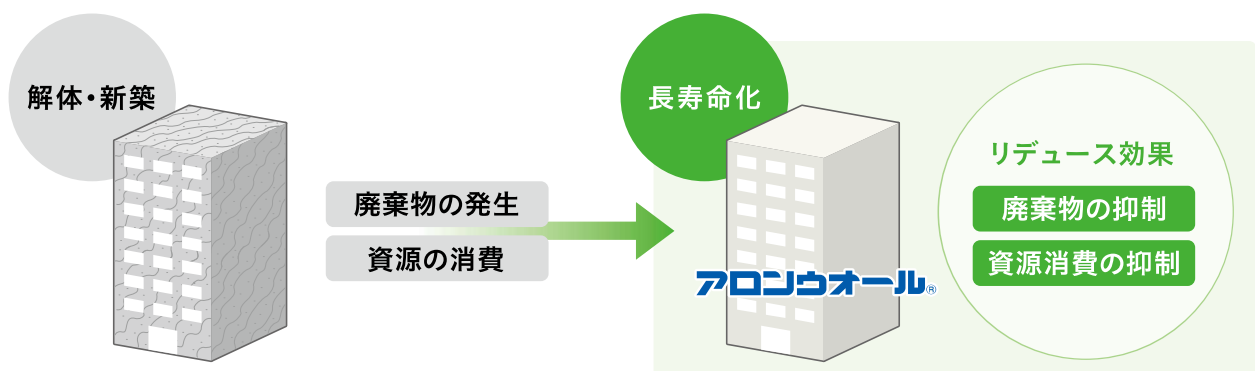 解体・新築
廃棄物の発生
資源の消費
長寿命化
アロンウオール®
リデュース効果
廃棄物の抑制
資源消費の抑制